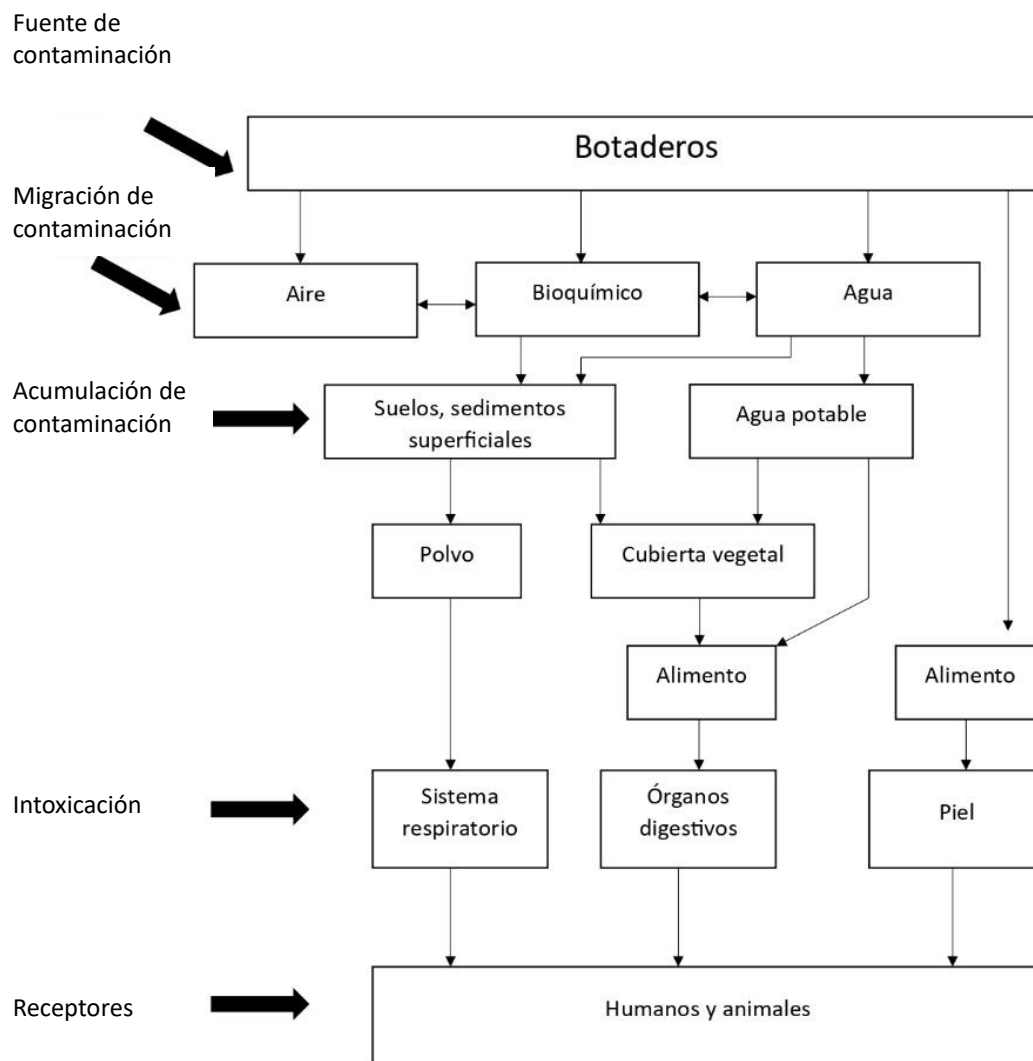 Fuente de
contaminación
Botaderos
Migración de
contaminación
Aire
Bioquímico
Agua
Acumulación de
contaminación
Suelos, sedimentos
superficiales
Agua potable
Polvo
Cubierta vegetal
Alimento
Alimento
Intoxicación
Sistema
respiratorio
Órganos
digestivos
Piel
Receptores
Humanos y animales